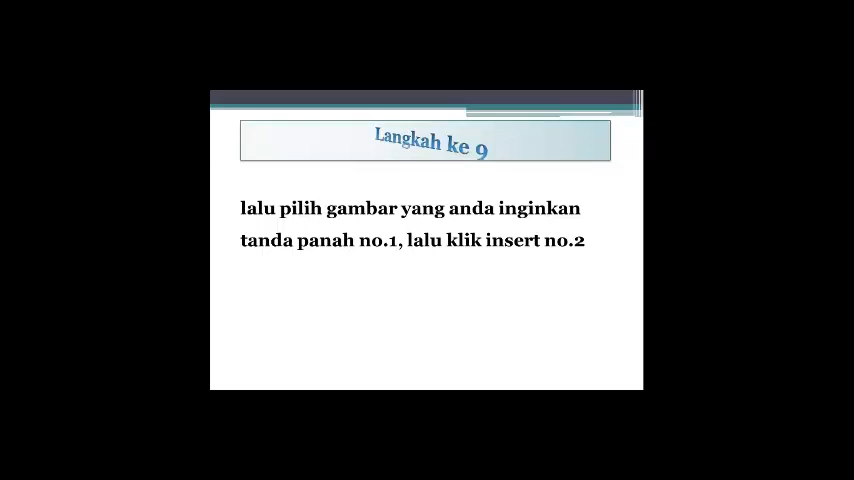 Langkah ke 9
lalu pilih gambar yang anda inginkan
tanda panah no.1, lalu klik insert no.2